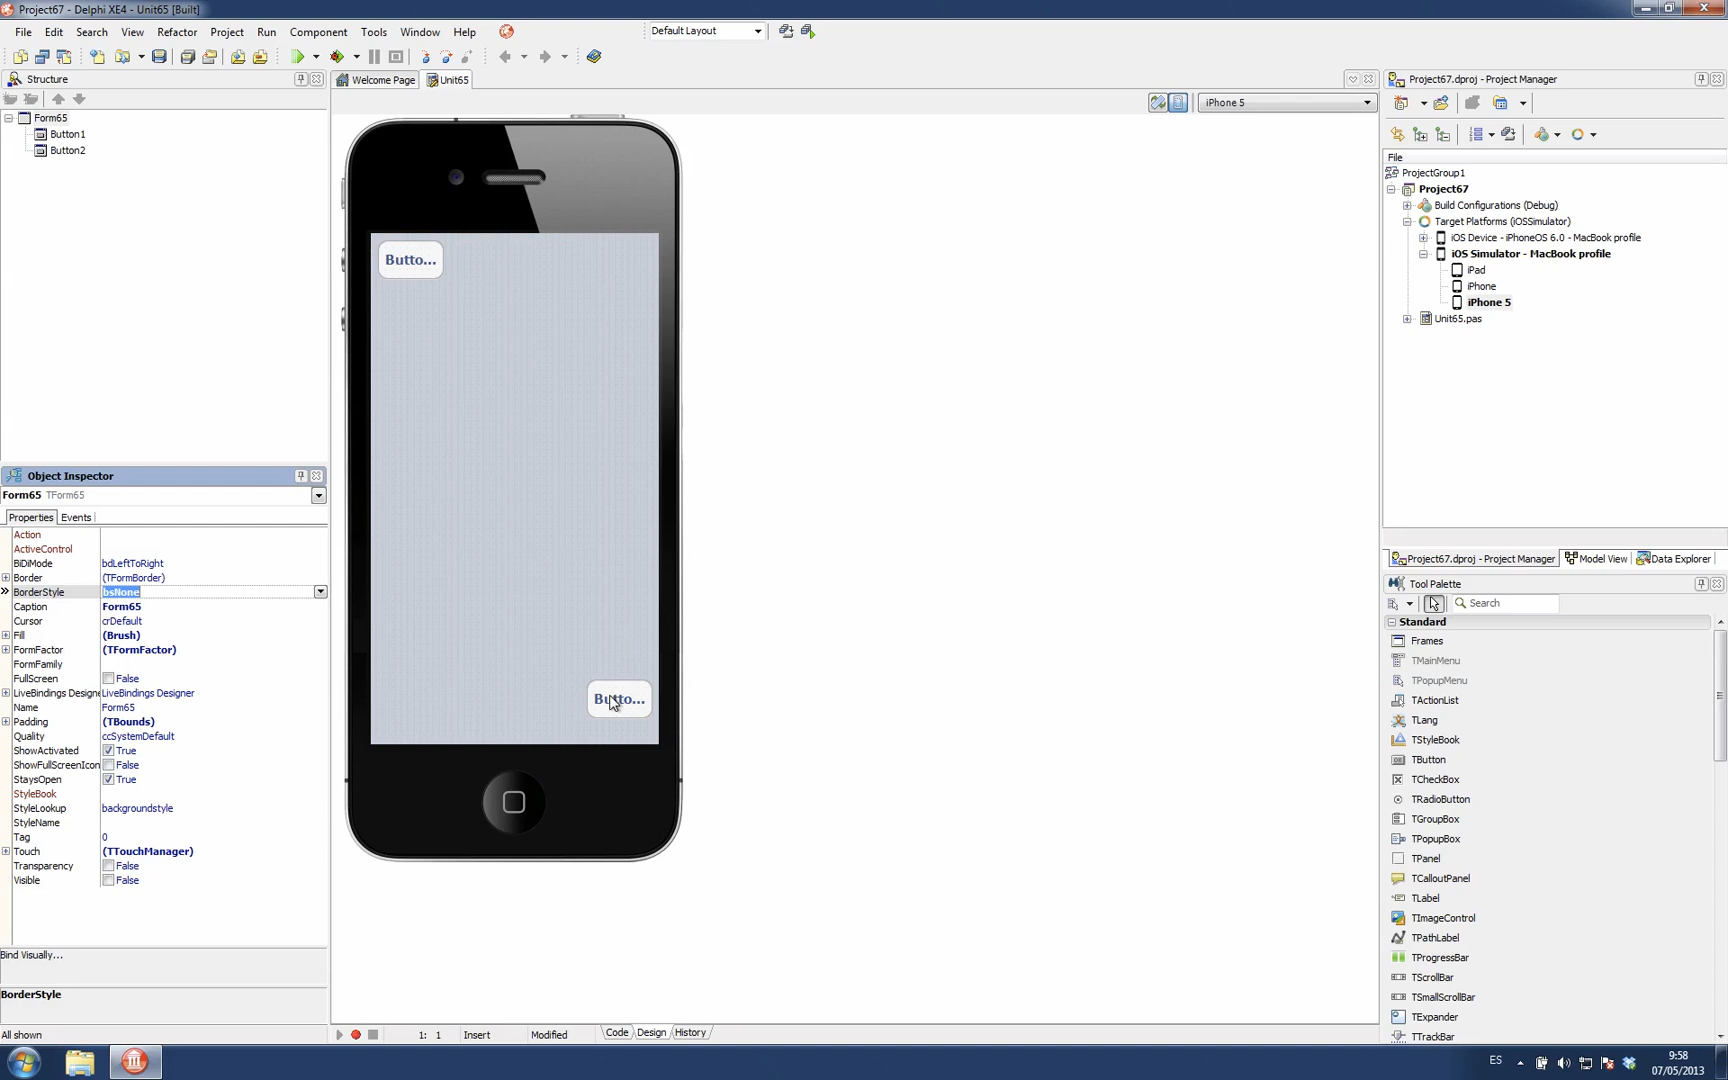 Project67 - Delphi XE4 - Unit65 [Built]
File Edit Search View Refactor Project Run Component Tools Window Help
Default Layout
Structure
Welcome Page
Unit65
Project67.dproj - Project Manager
iPhone 5
Form65
Button1
Button2
File
ProjectGroup1
Project67
Build Configurations (Debug)
Target Platforms (iOSSimulator)
iOS Device - iPhoneOS 6.0 - MacBook profile
iOS Simulator - MacBook profile
iPad
iPhone
iPhone 5
Unit65.pas
Butto...
Butto...
Object Inspector
Form65 TForm65
Properties Events
Action
ActiveControl
BiDiMode bdLeftToRight
Border (TFormBorder)
BorderStyle bsNone
Caption Form65
Cursor crDefault
Fill (Brush)
FormFactor (TFormFactor)
FormFamily
FullScreen False
LiveBindings Designe LiveBindings Designer
Name Form65
Padding (TBounds)
Quality ccSystemDefault
ShowActivated True
ShowFullScreenIcon False
StaysOpen True
StyleBook
StyleLookup backgroundstyle
StyleName
Tag 0
Touch (TTouchManager)
Transparency False
Visible False
Bind Visually...
BorderStyle
All shown
Project67.dproj - Project Manager Model View Data Explorer
Tool Palette
Search
Standard
Frames
TMainMenu
TPopupMenu
TActionList
TLang
TStyleBook
TButton
TCheckBox
TRadioButton
TGroupBox
TPopupBox
TPanel
TCalloutPanel
TLabel
TImageControl
TPathLabel
TProgressBar
TScrollBar
TSmallScrollBar
TExpander
TTrackBar
1: 1 Insert Modified
Code Design History
ES
9:58
07/05/2013